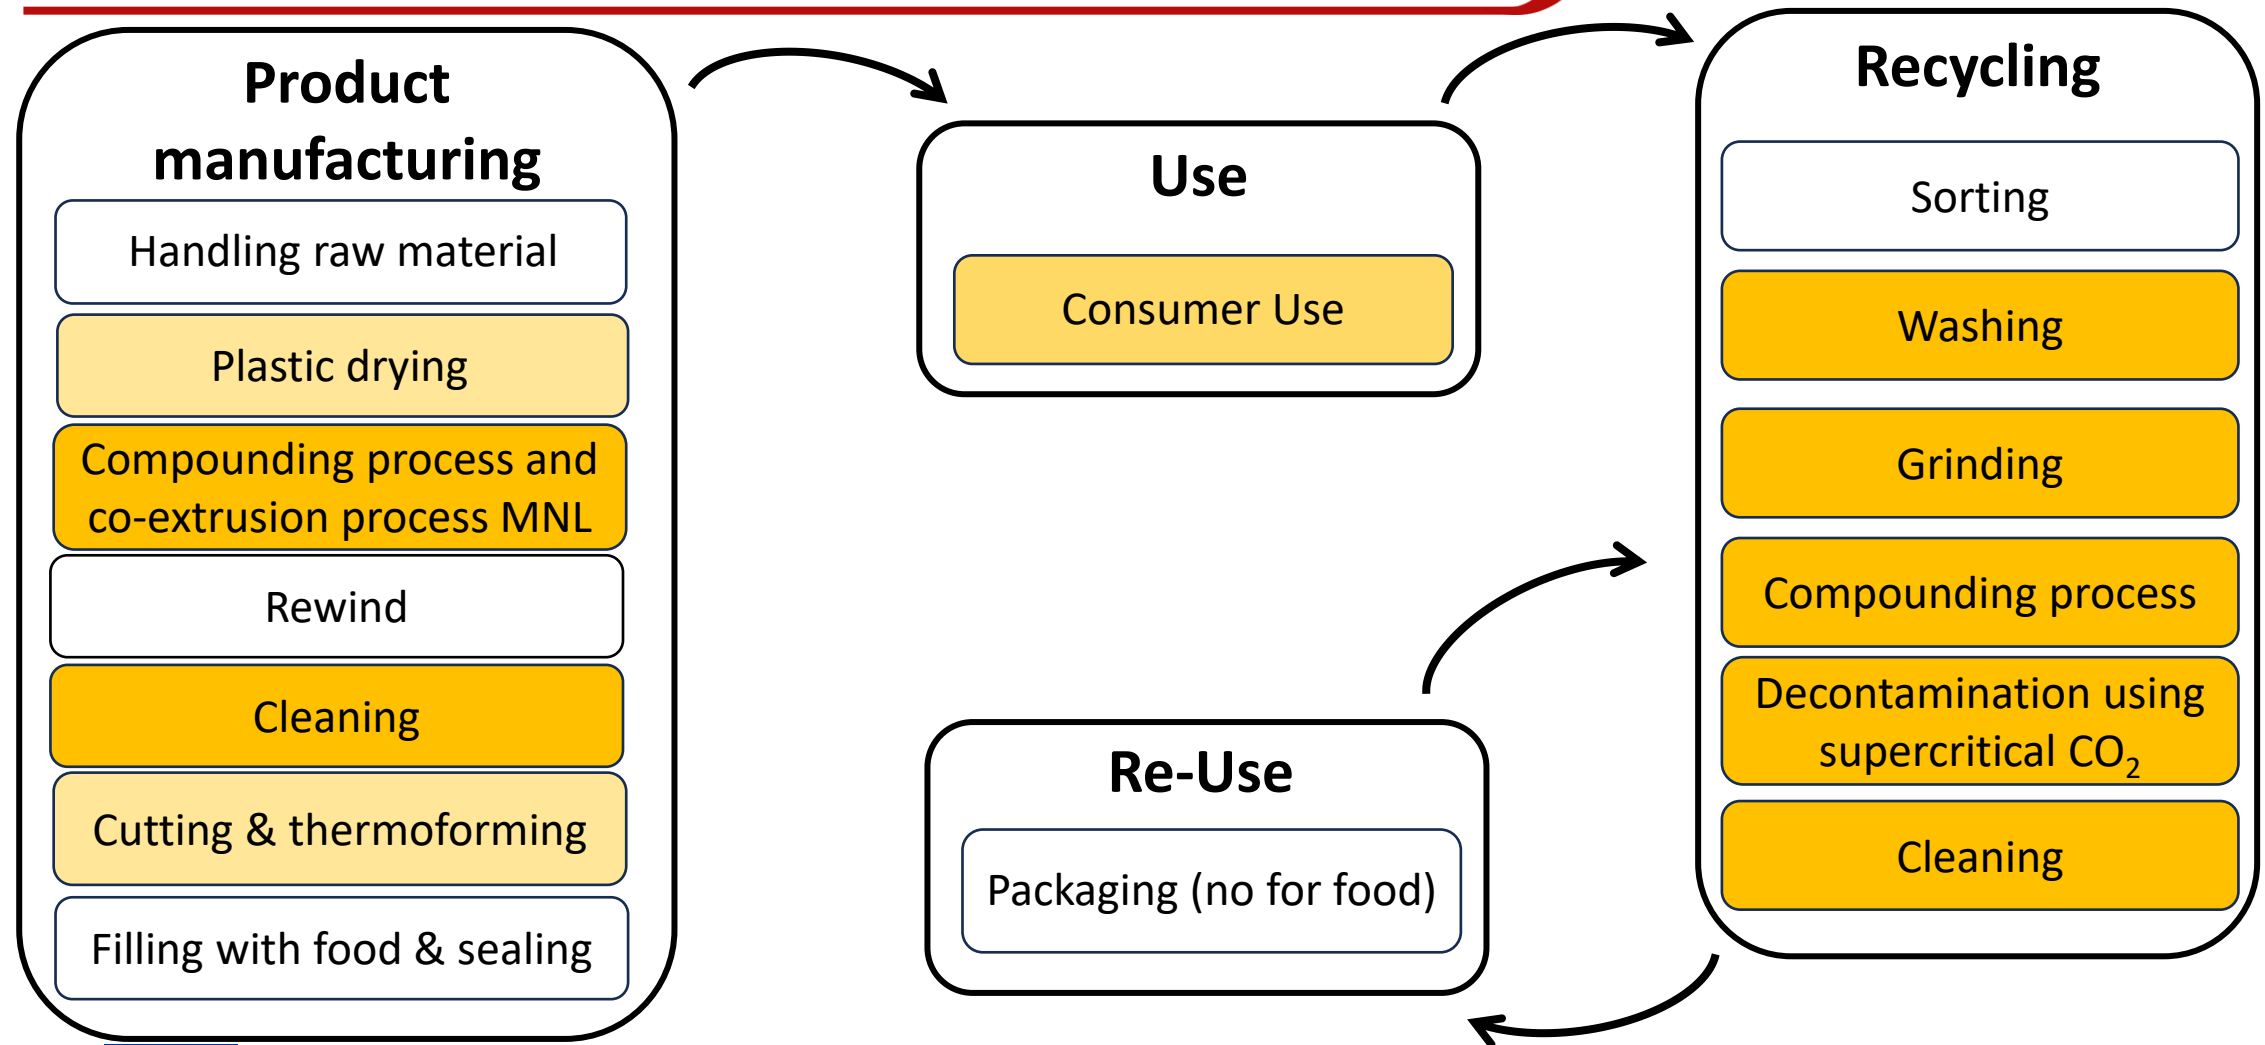 Product
manufacturing
Handling raw material
Plastic drying
Compounding process and
co-extrusion process MNL
Rewind
Cleaning
Cutting & thermoforming
Filling with food & sealing
Use
Consumer Use
Re-Use
Packaging (no for food)
Recycling
Sorting
Washing
Grinding
Compounding process
Decontamination using
supercritical CO₂
Cleaning